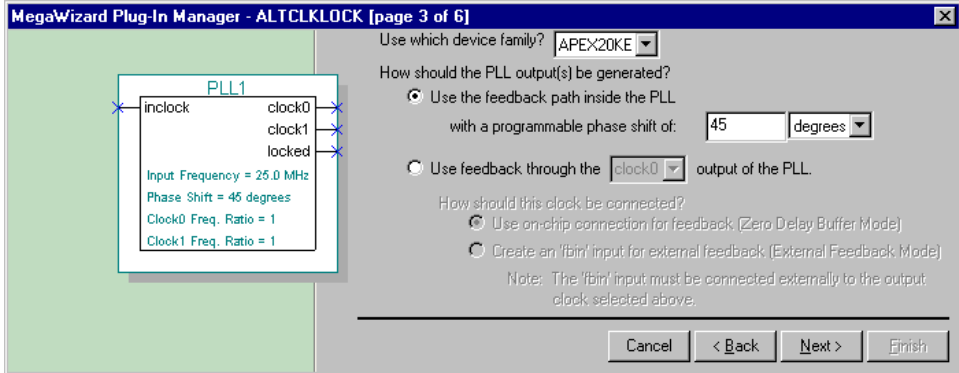 MegaWizard Plug-In Manager - ALTCLKLOCK [page 3 of 6]
Use which device family? APEX20KE
How should the PLL output(s) be generated?
Use the feedback path inside the PLL
with a programmable phase shift of: 45 degrees
Use feedback through the clock0 output of the PLL.
How should this clock be connected?
Use on-chip connection for feedback (Zero Delay Buffer Mode)
Create an 'fbin' input for external feedback (External Feedback Mode)
Note: The 'fbin' input must be connected externally to the output
clock selected above.
PLL1
inclock clock0
clock1
locked
Input Frequency = 25.0 MHz
Phase Shift = 45 degrees
Clock0 Freq. Ratio = 1
Clock1 Freq. Ratio = 1
Cancel < Back Next > Finish